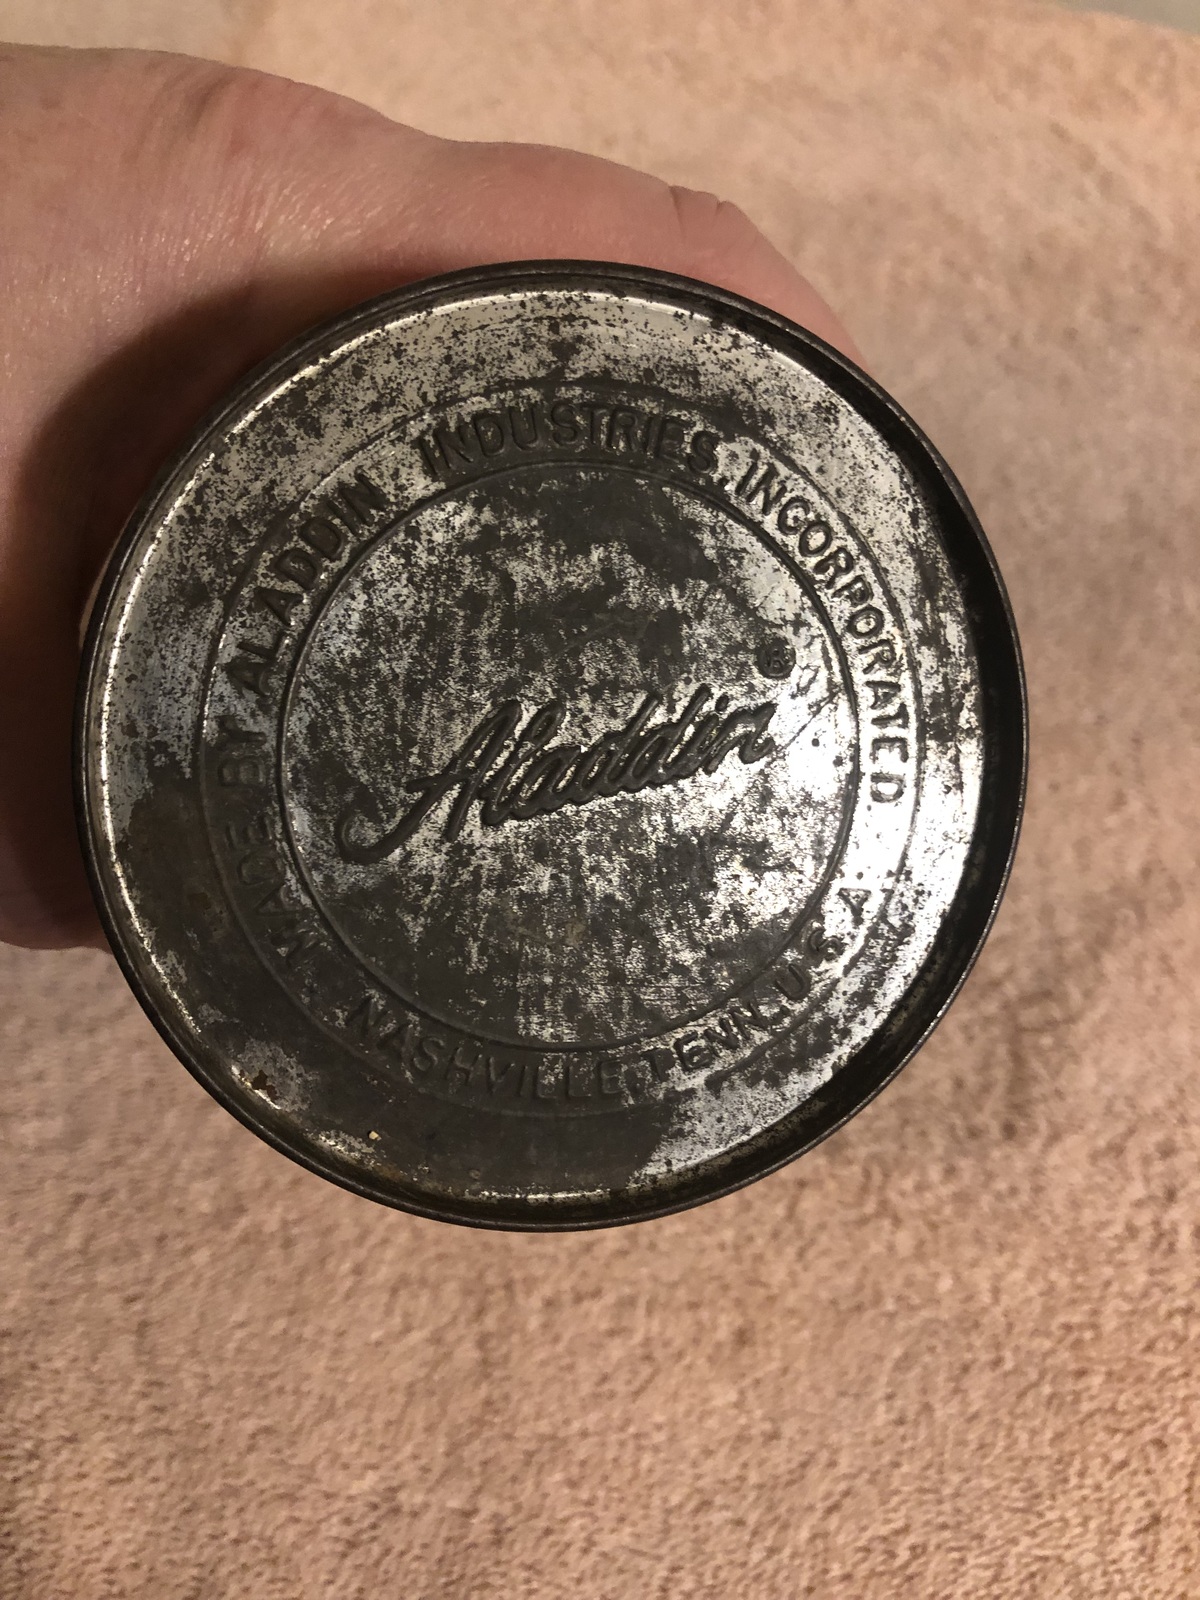 MADE BY ALADDIN INDUSTRIES, INCORPORATED
Aladdin ®
NASHVILLE, TENN., U. S. A.